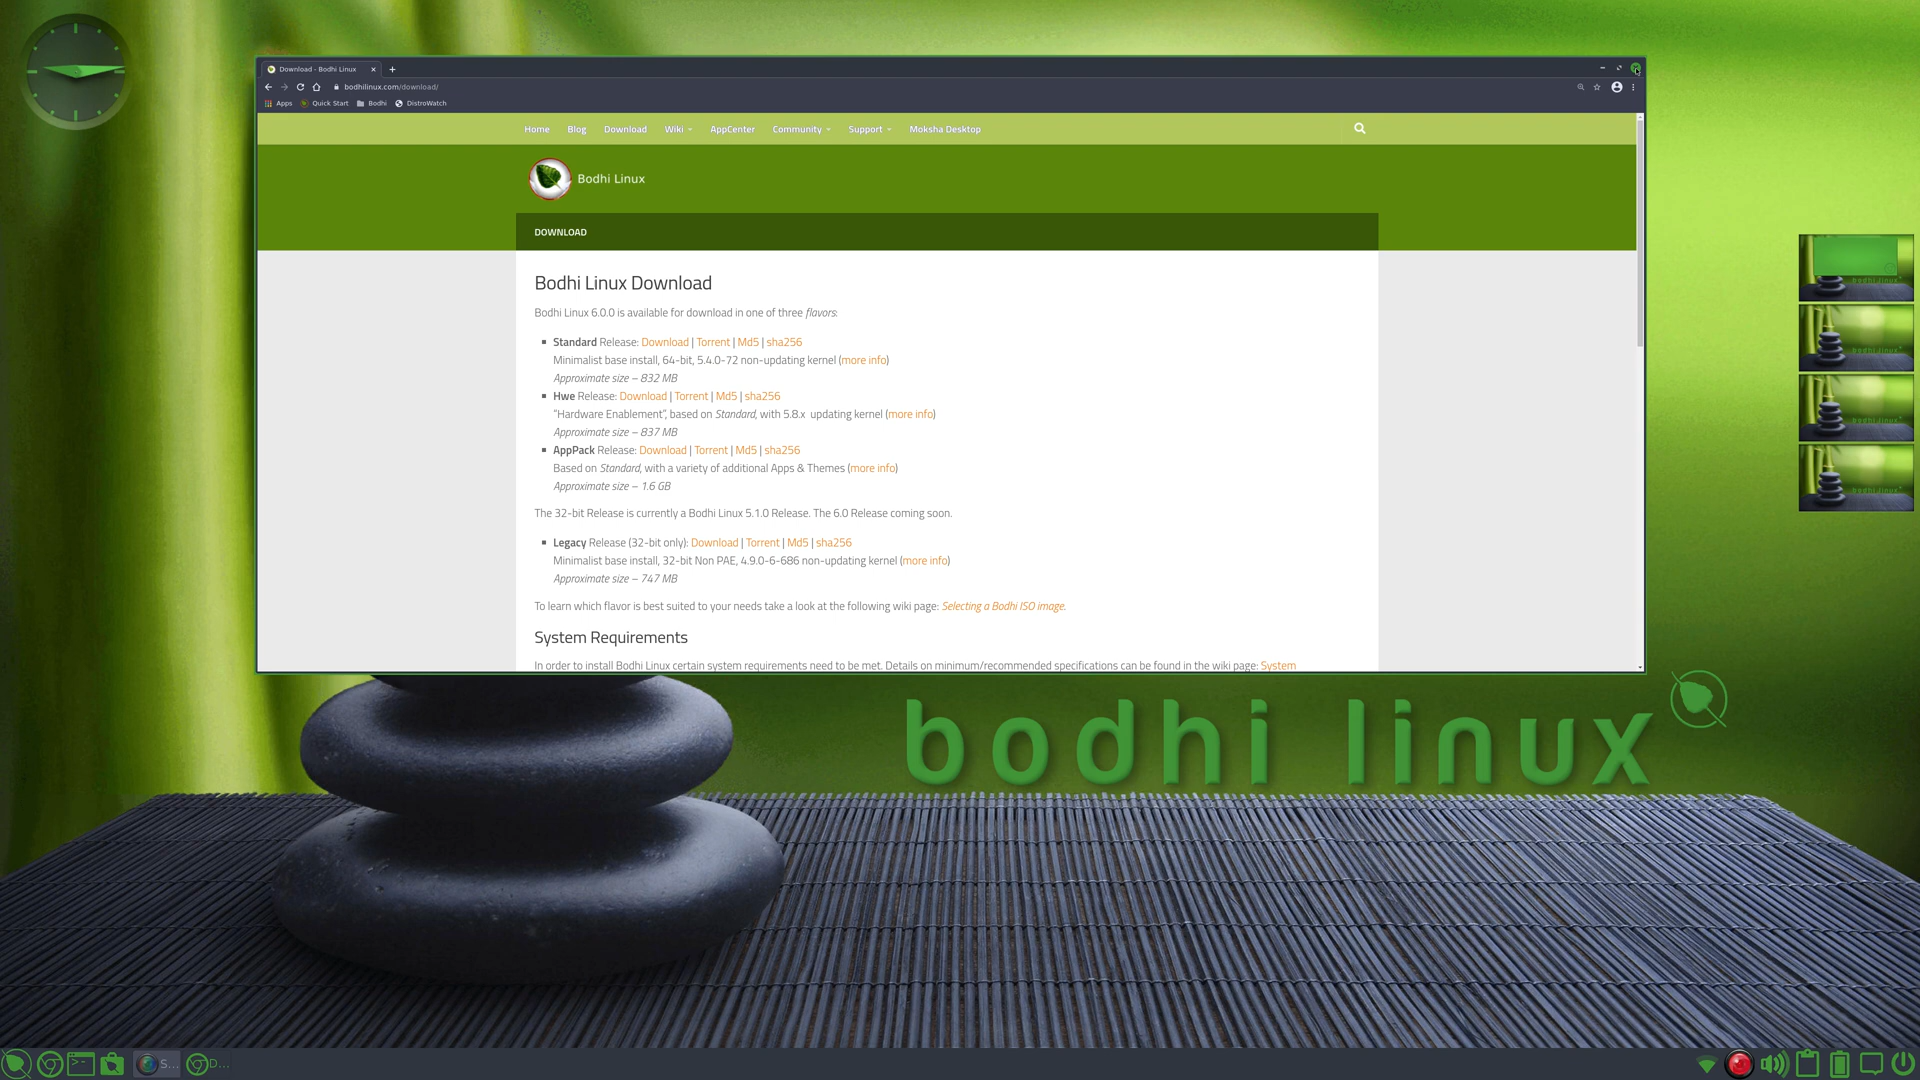 Download - Bodhi Linux
bodhilinux.com/download/
Apps Quick Start Bodhi DistroWatch
Home Blog Download Wiki AppCenter Community Support Moksha Desktop
Bodhi Linux
DOWNLOAD
Bodhi Linux Download
Bodhi Linux 6.0.0 is available for download in one of three flavors:
Standard Release: Download | Torrent | Md5 | sha256
Minimalist base install, 64-bit, 5.4.0-72 non-updating kernel (more info)
Approximate size – 832 MB
Hwe Release: Download | Torrent | Md5 | sha256
“Hardware Enablement”, based on Standard, with 5.8.x updating kernel (more info)
Approximate size – 837 MB
AppPack Release: Download | Torrent | Md5 | sha256
Based on Standard, with a variety of additional Apps & Themes (more info)
Approximate size – 1.6 GB
The 32-bit Release is currently a Bodhi Linux 5.1.0 Release. The 6.0 Release coming soon.
Legacy Release (32-bit only): Download | Torrent | Md5 | sha256
Minimalist base install, 32-bit Non PAE, 4.9.0-6-686 non-updating kernel (more info)
Approximate size – 747 MB
To learn which flavor is best suited to your needs take a look at the following wiki page: Selecting a Bodhi ISO image.
System Requirements
In order to install Bodhi Linux certain system requirements need to be met. Details on minimum/recommended specifications can be found in the wiki page: System
bodhi linux
S... D...